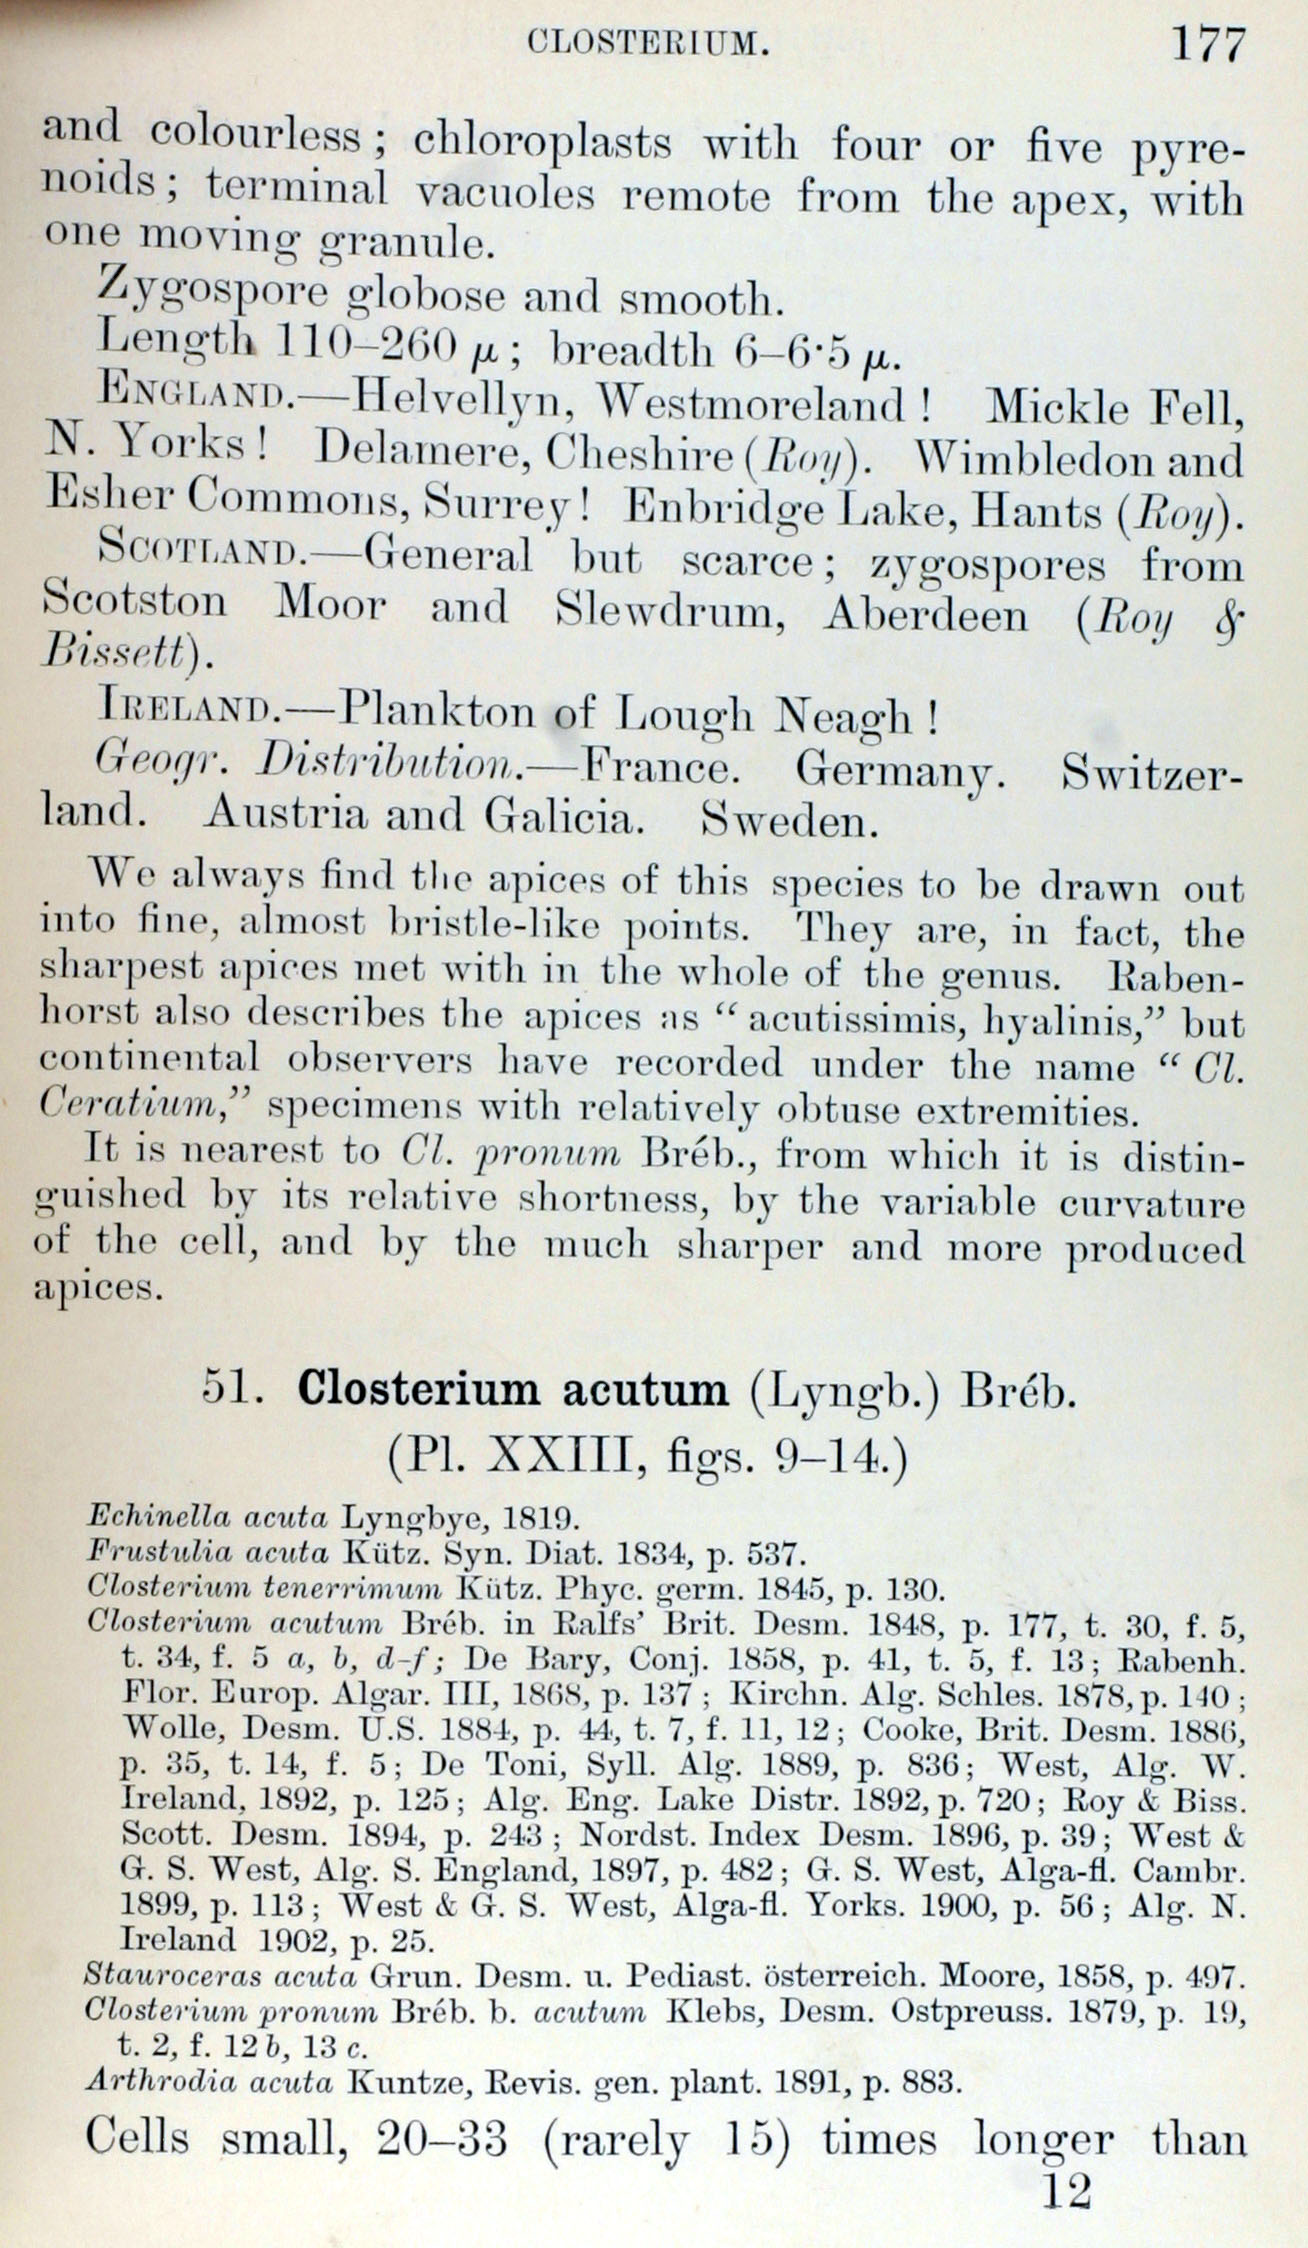 CLOSTERIUM.
177
and colourless; chloroplasts with four or five pyre-
noids; terminal vacuoles remote from the apex, with
one moving granule.
Zygospore globose and smooth.
Length 110–260 μ; breadth 6–6·5 μ.
ENGLAND.—Helvellyn, Westmoreland! Mickle Fell,
N. Yorks! Delamere, Cheshire (Roy). Wimbledon and
Esher Commons, Surrey! Enbridge Lake, Hants (Roy).
SCOTLAND.—General but scarce; zygospores from
Scotston Moor and Slewdrum, Aberdeen (Roy &
Bissett).
IRELAND.—Plankton of Lough Neagh!
Geogr. Distribution.—France. Germany. Switzer-
land. Austria and Galicia. Sweden.
We always find the apices of this species to be drawn out
into fine, almost bristle-like points. They are, in fact, the
sharpest apices met with in the whole of the genus. Raben-
horst also describes the apices as “acutissimis, hyalinis,” but
continental observers have recorded under the name “Cl.
Ceratium,” specimens with relatively obtuse extremities.
It is nearest to Cl. pronum Bréb., from which it is distin-
guished by its relative shortness, by the variable curvature
of the cell, and by the much sharper and more produced
apices.
51. Closterium acutum (Lyngb.) Bréb.
(Pl. XXIII, figs. 9–14.)
Echinella acuta Lyngbye, 1819.
Frustulia acuta Kütz. Syn. Diat. 1834, p. 537.
Closterium tenerrimum Kütz. Phyc. germ. 1845, p. 130.
Closterium acutum Bréb. in Ralfs’ Brit. Desm. 1848, p. 177, t. 30, f. 5,
t. 34, f. 5 a, b, d–f; De Bary, Conj. 1858, p. 41, t. 5, f. 13; Rabenh.
Flor. Europ. Algar. III, 1868, p. 137; Kirchn. Alg. Schles. 1878, p. 140;
Wolle, Desm. U.S. 1884, p. 44, t. 7, f. 11, 12; Cooke, Brit. Desm. 1886,
p. 35, t. 14, f. 5; De Toni, Syll. Alg. 1889, p. 836; West, Alg. W.
Ireland, 1892, p. 125; Alg. Eng. Lake Distr. 1892, p. 720; Roy & Biss.
Scott. Desm. 1894, p. 243; Nordst. Index Desm. 1896, p. 39; West &
G. S. West, Alg. S. England, 1897, p. 482; G. S. West, Alga-fl. Cambr.
1899, p. 113; West & G. S. West, Alga-fl. Yorks. 1900, p. 56; Alg. N.
Ireland 1902, p. 25.
Stauroceras acuta Grun. Desm. u. Pediast. österreich. Moore, 1858, p. 497.
Closterium pronum Bréb. b. acutum Klebs, Desm. Ostpreuss. 1879, p. 19,
t. 2, f. 12 b, 13 c.
Arthrodia acuta Kuntze, Revis. gen. plant. 1891, p. 883.
Cells small, 20–33 (rarely 15) times longer than
12